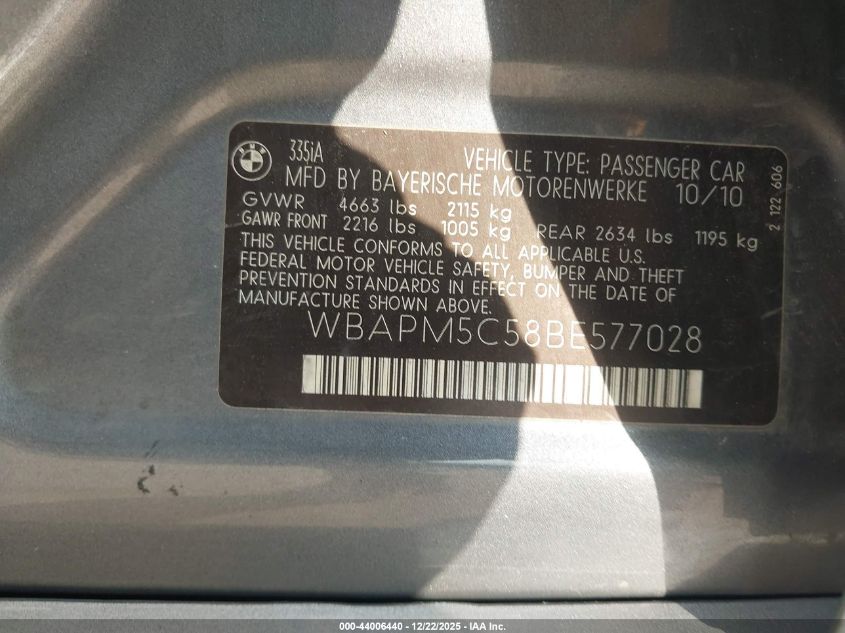 335iA VEHICLE TYPE: PASSENGER CAR
MFD BY BAYERISCHE MOTORENWERKE 10/10
GVWR 4663 lbs 2115 kg
GAWR FRONT 2216 lbs 1005 kg REAR 2634 lbs 1195 kg
THIS VEHICLE CONFORMS TO ALL APPLICABLE U.S.
FEDERAL MOTOR VEHICLE SAFETY, BUMPER AND THEFT
PREVENTION STANDARDS IN EFFECT ON THE DATE OF
MANUFACTURE SHOWN ABOVE.
WBAPM5C58BE577028
2 122 606
000-44006440 - 12/22/2025 - IAA Inc.